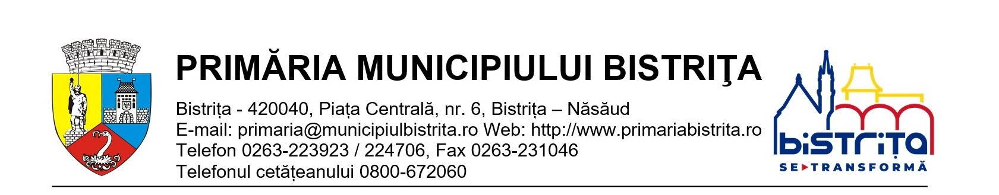 PRIMĂRIA MUNICIPIULUI BISTRIŢA
Bistrița - 420040, Piața Centrală, nr. 6, Bistrița – Năsăud
E-mail: primaria@municipiulbistrita.ro Web: http://www.primariabistrita.ro
Telefon 0263-223923 / 224706, Fax 0263-231046
Telefonul cetățeanului 0800-672060
bistrița
SE TRANSFORMĂ